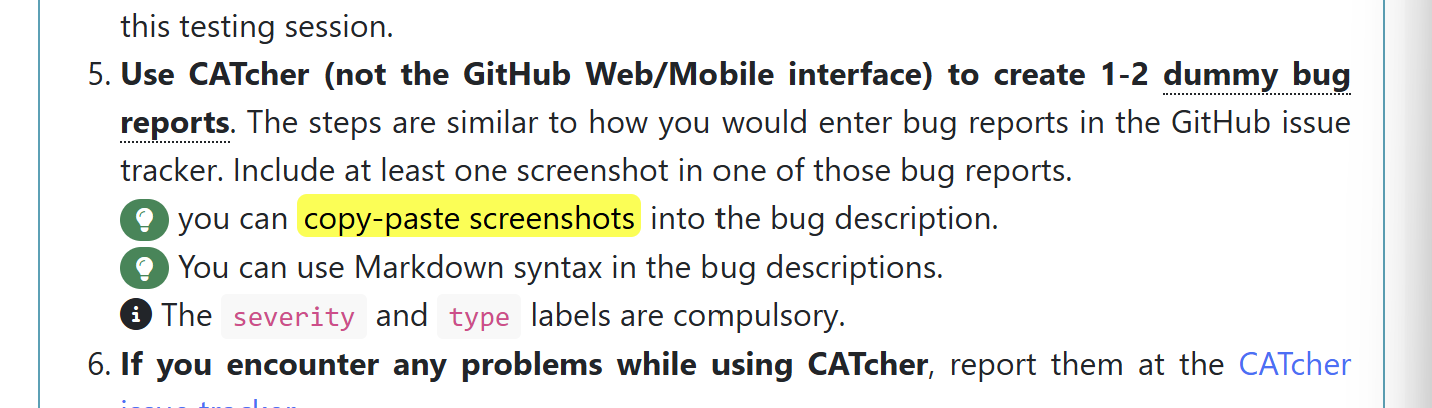 this testing session.
5. Use CATcher (not the GitHub Web/Mobile interface) to create 1-2 dummy bug
reports. The steps are similar to how you would enter bug reports in the GitHub issue
tracker. Include at least one screenshot in one of those bug reports.
you can copy-paste screenshots into the bug description.
You can use Markdown syntax in the bug descriptions.
The severity and type labels are compulsory.
6. If you encounter any problems while using CATcher, report them at the CATcher
issue tracker